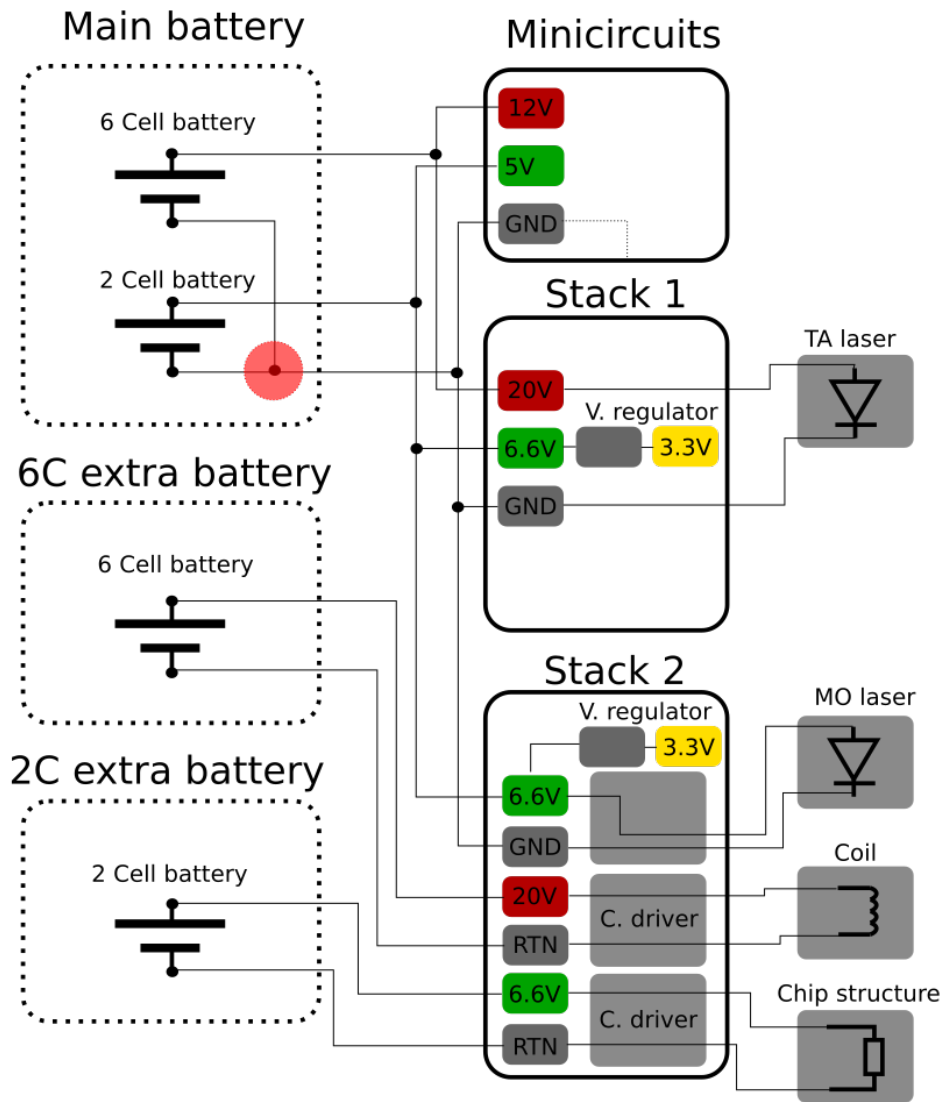 Main battery
6 Cell battery
2 Cell battery
6C extra battery
6 Cell battery
2C extra battery
2 Cell battery
Minicircuits
12V
5V
GND
Stack 1
20V
V. regulator
6.6V
3.3V
GND
TA laser
Stack 2
V. regulator
3.3V
6.6V
GND
20V
C. driver
RTN
6.6V
C. driver
RTN
MO laser
Coil
Chip structure